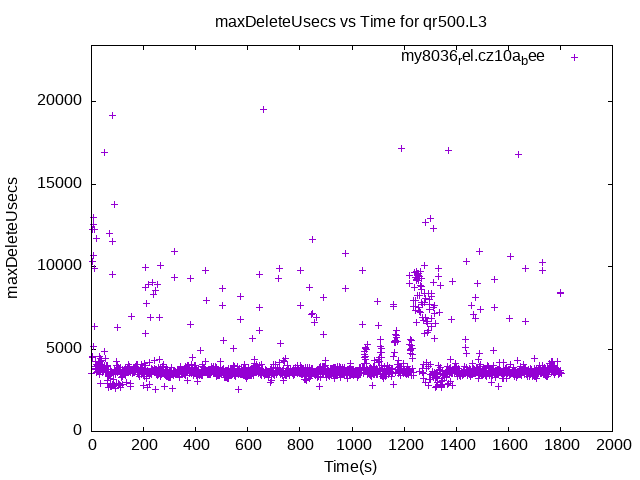 maxDeleteUsecs vs Time for qr500.L3
my8036rel.cz10abee
20000
15000
10000
5000
0
maxDeleteUsecs
0 200 400 600 800 1000 1200 1400 1600 1800 2000
Time(s)